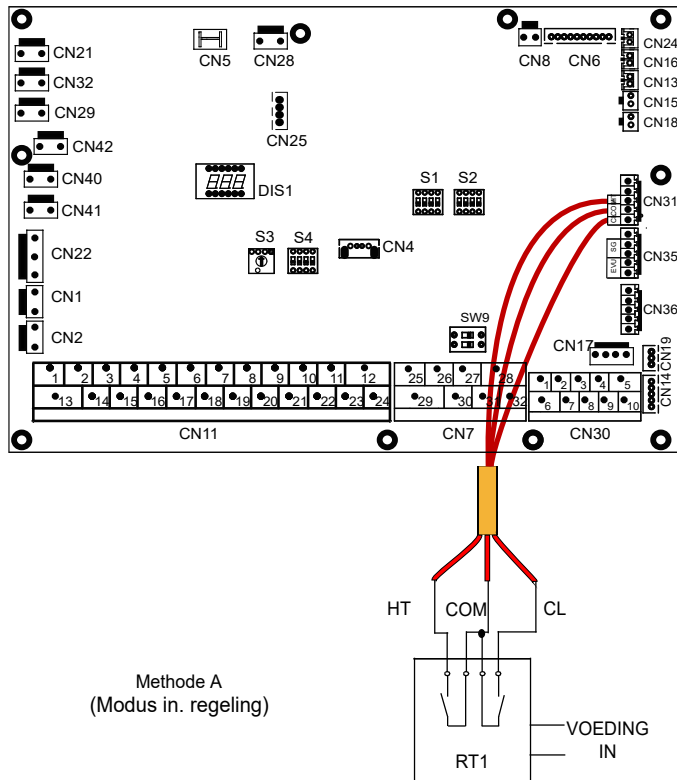 CN21
CN32
CN29
CN42
CN40
CN41
CN22
CN1
CN2
CN5
CN28
CN25
DIS1
S1 S2
S3 S4
CN4
SW9
CN8 CN6
CN24
CN16
CN13
CN15
CN18
CN31
CN35
CN36
CN17
CN19
CN14
COM
SG
EVU
1 2 3 4 5 6 7 8 9 10 11 12
13 14 15 16 17 18 19 20 21 22 23 24
CN11
25 26 27 28
29 30 31 32
CN7
1 2 3 4 5
6 7 8 9 10
CN30
HT COM CL
Methode A
(Modus in. regeling)
RT1
VOEDING
IN